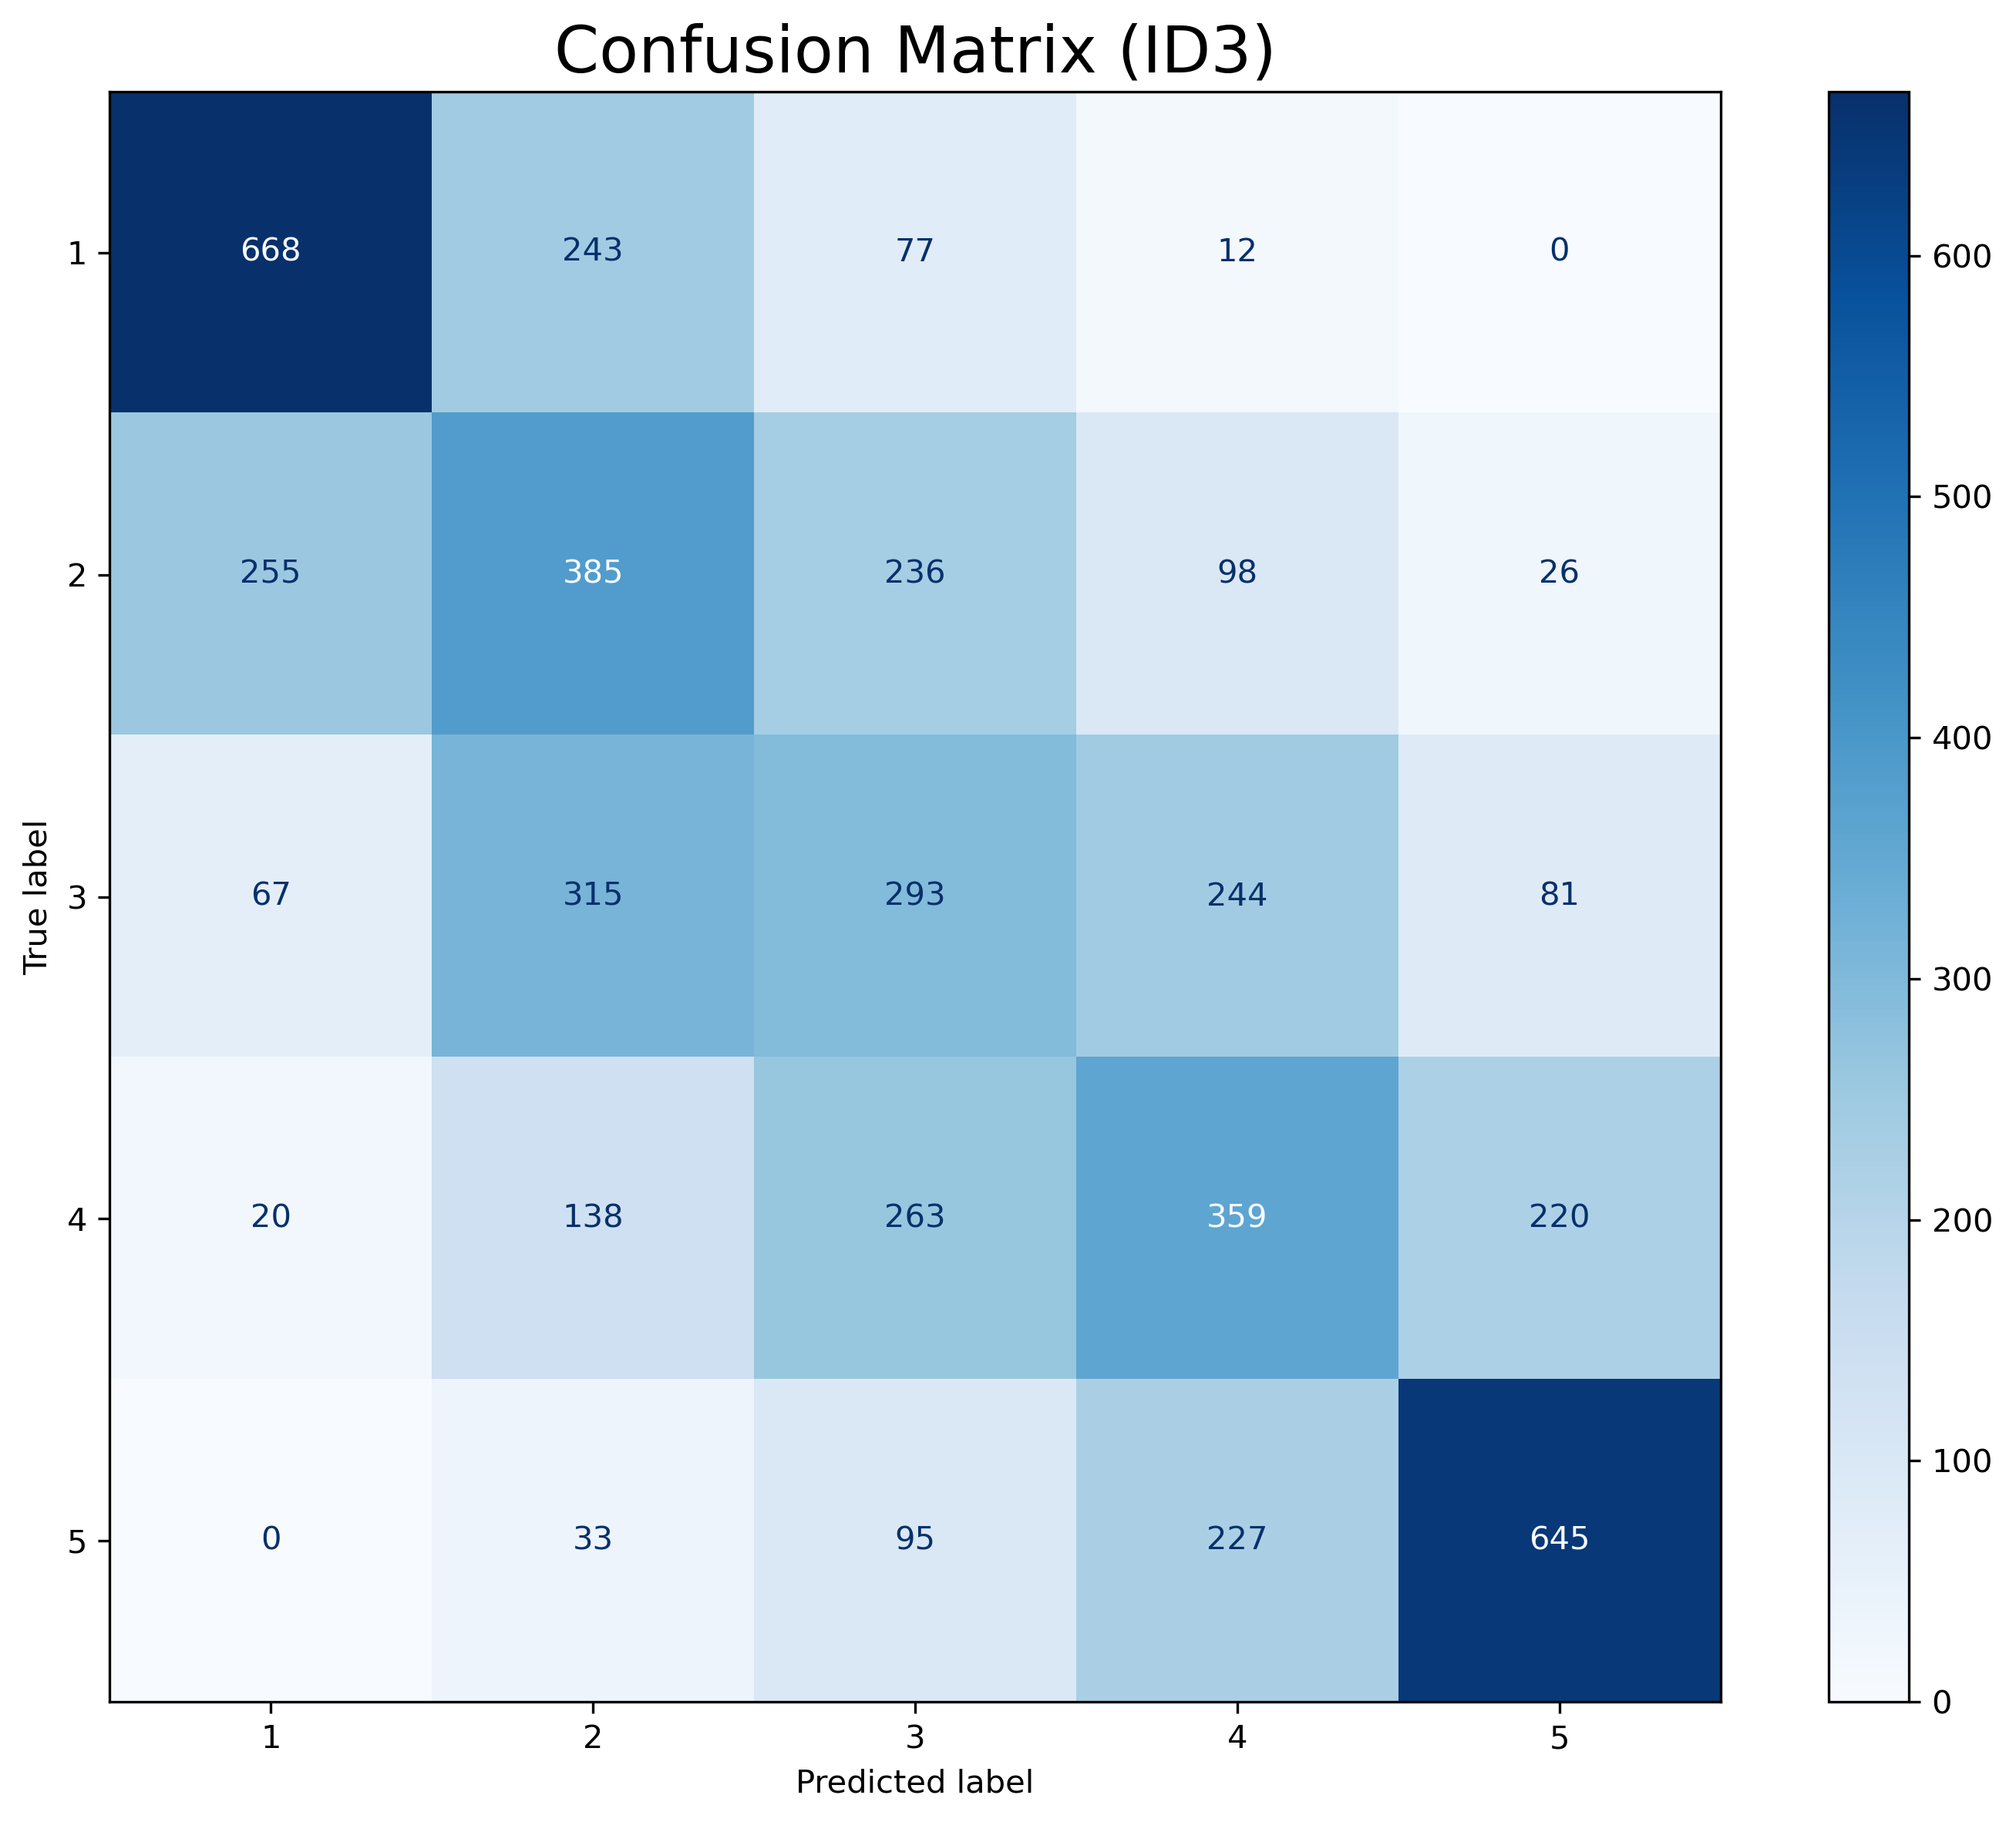 Confusion Matrix (ID3)
True label
1 668 243 77 12 0
2 255 385 236 98 26
3 67 315 293 244 81
4 20 138 263 359 220
5 0 33 95 227 645
1 2 3 4 5
Predicted label
600
500
400
300
200
100
0